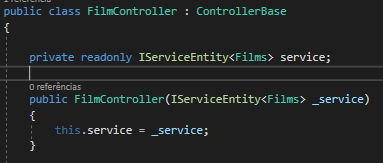 public class FilmController : ControllerBase
{
private readonly IServiceEntity<Films> service;
0 referências
public FilmController(IServiceEntity<Films> _service)
{
this.service = _service;
}